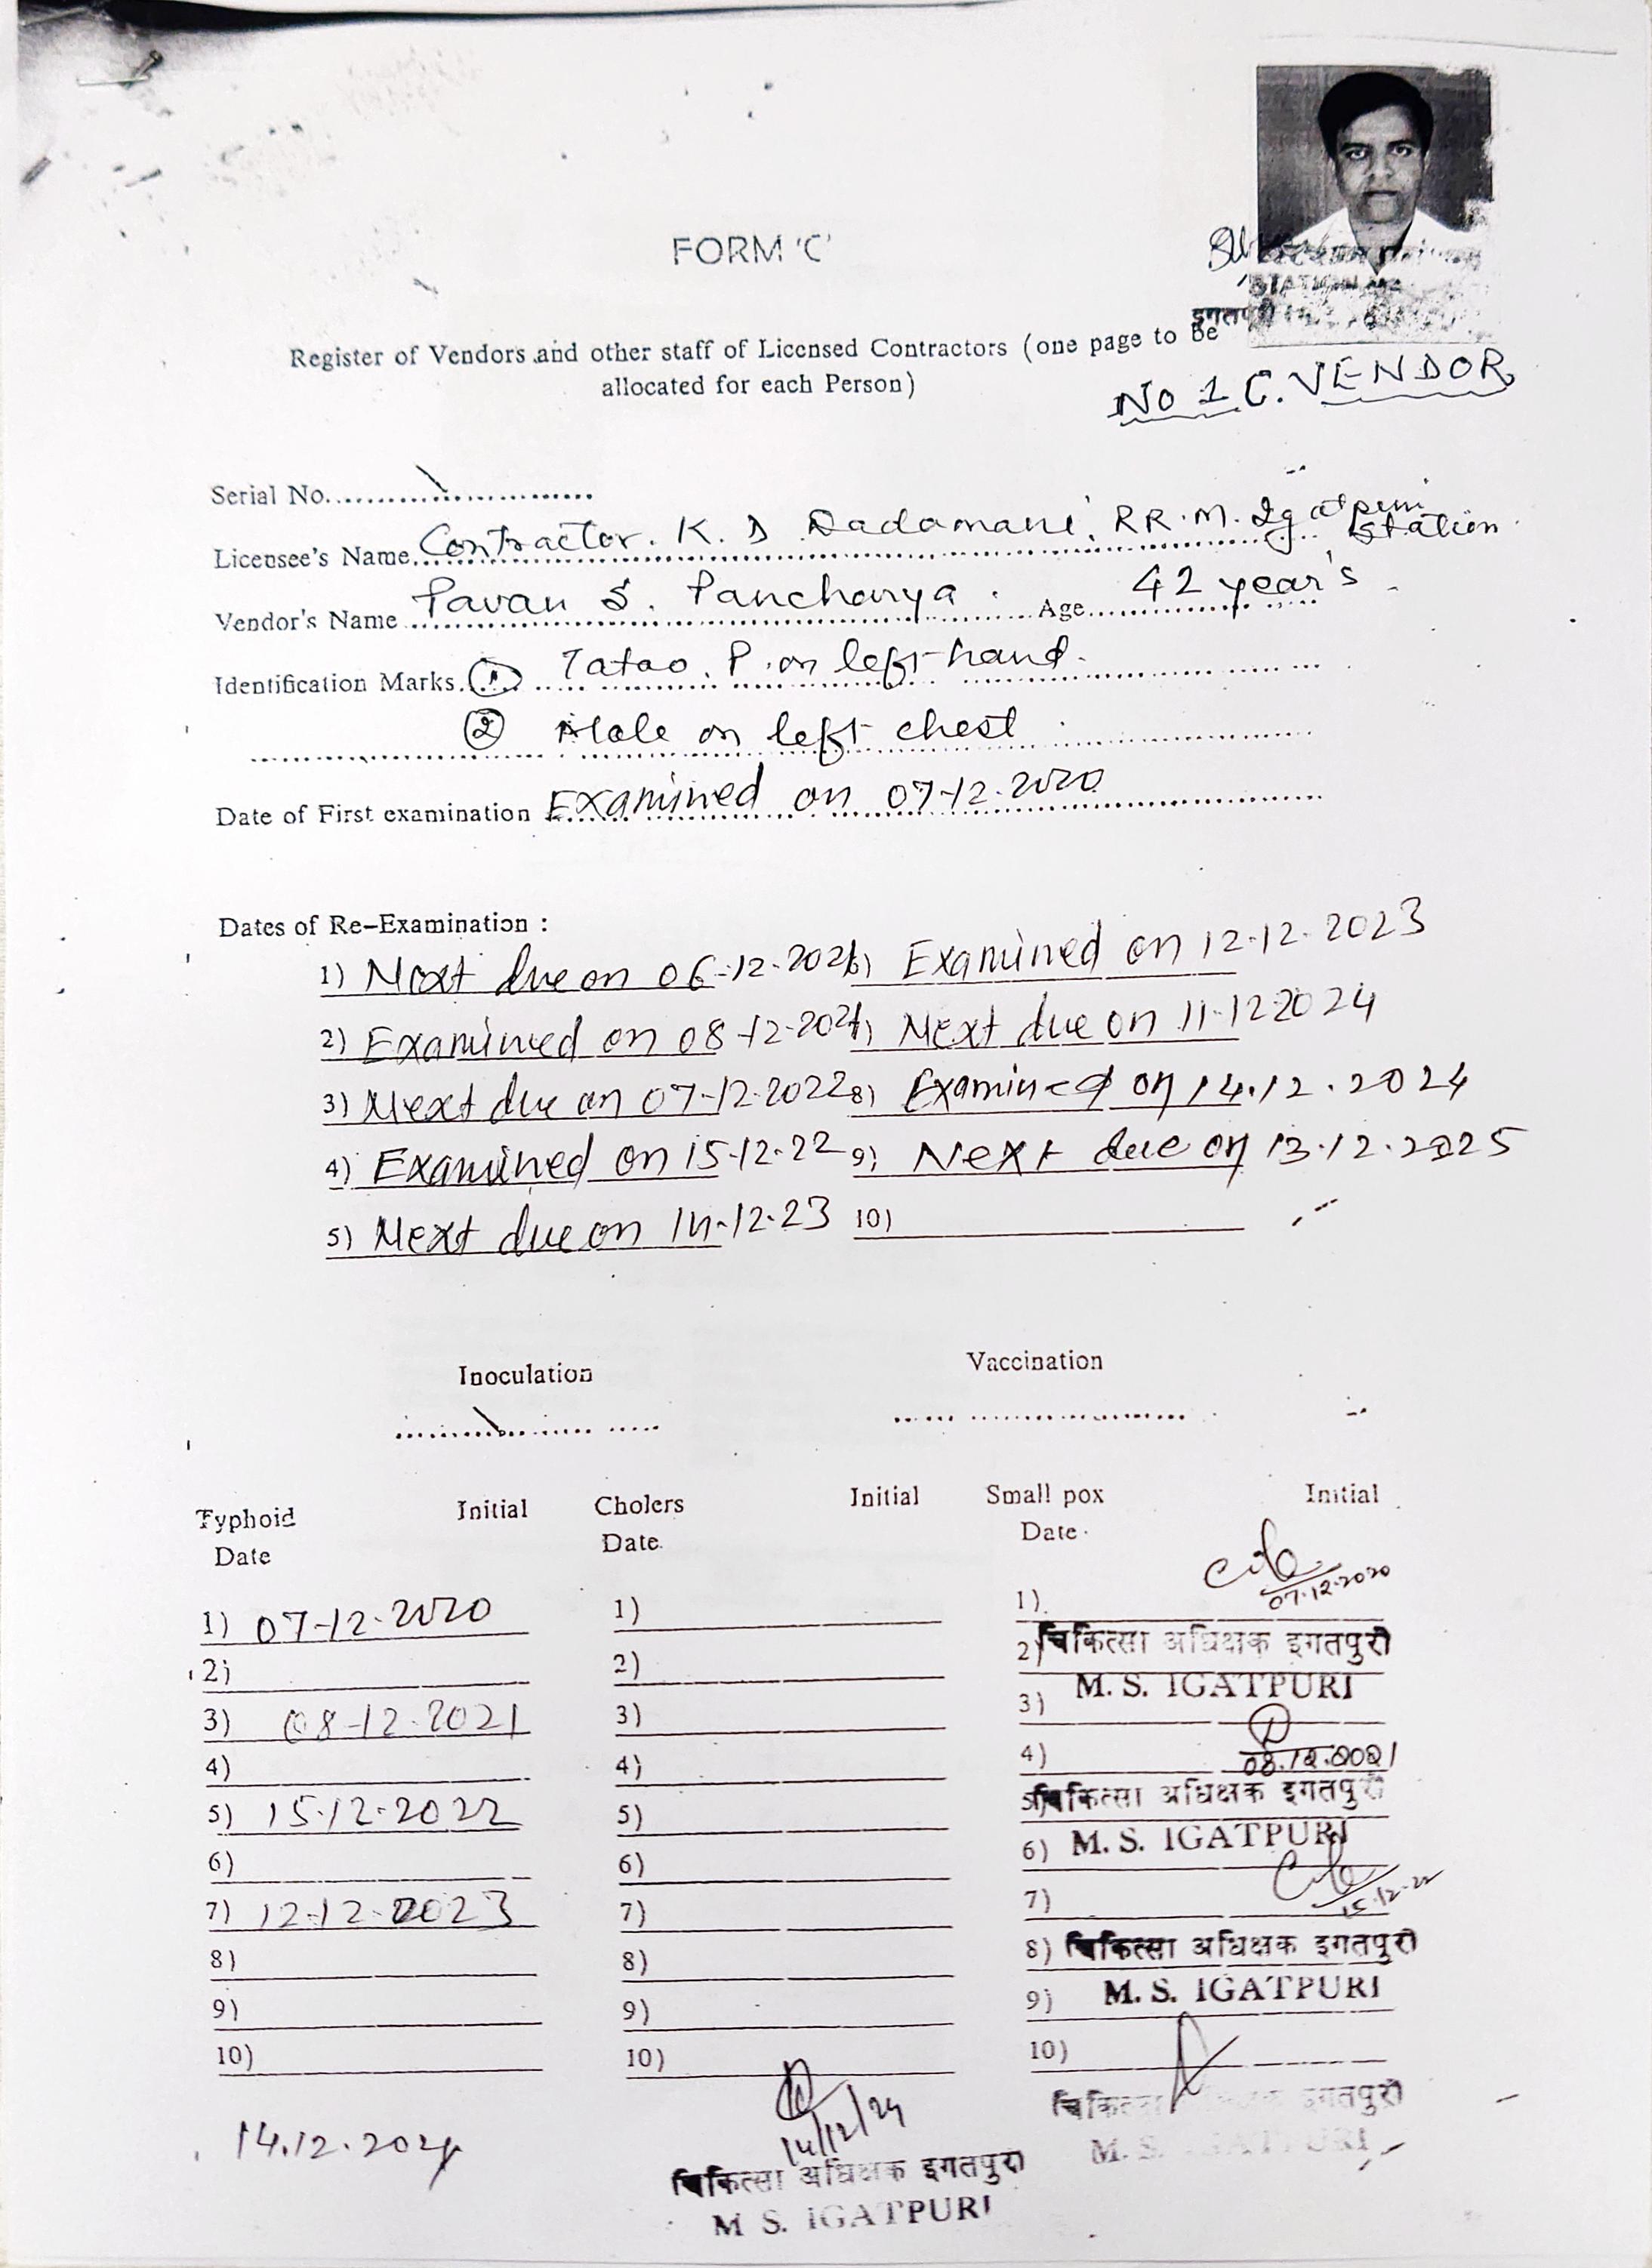 FORM 'C'
STATION
इगतपुरी
Register of Vendors and other staff of Licensed Contractors (one page to be
allocated for each Person)
No 1 C. VENDOR
Serial No.
Licensee's Name Contractor. K. D Dadamani, RR.M. Igatpuri Station
Vendor's Name Pavan S. Pancharya. Age 42 year's
Identification Marks (1) Tatao. P. on left hand.
(2) Mole on left chest
Date of First examination Examined on 07-12-2020
Dates of Re-Examination :
1) Next due on 06-12-2021 6) Examined on 12-12-2023
2) Examined on 08-12-2021 7) Next due on 11-12 2024
3) Next due on 07-12-2022 8) Examined on 14.12.2024
4) Examined on 15-12-22 9) Next due on 13.12.2025
5) Next due on 14-12-23 10)
Inoculation Vaccination
Typhoid Initial Cholers Initial Small pox Initial
Date Date. Date
07.12.2020
1) 07-12-2020 1) 1)
2) 2) 2) चिकित्सा अधिक्षक इगतपुरी
M. S. IGATPURI
3) 08-12-2021 3) 3)
4) 4) 4) 08.12.2021
5) 15-12-2022 5) 5) चिकित्सा अधिक्षक इगतपुरी
6) 6) 6) M. S. IGATPURI
7) 12-12-2023 7) 7) 15-12-22
8) 8) 8) चिकित्सा अधिक्षक इगतपुरी
9) 9) 9) M. S. IGATPURI
10) 10) 10)
चिकित्सा अधिक्षक इगतपुरी
M. S. IGATPURI
14.12.2024 14/12/24
चिकित्सा अधिक्षक इगतपुरी
M S. IGATPURI